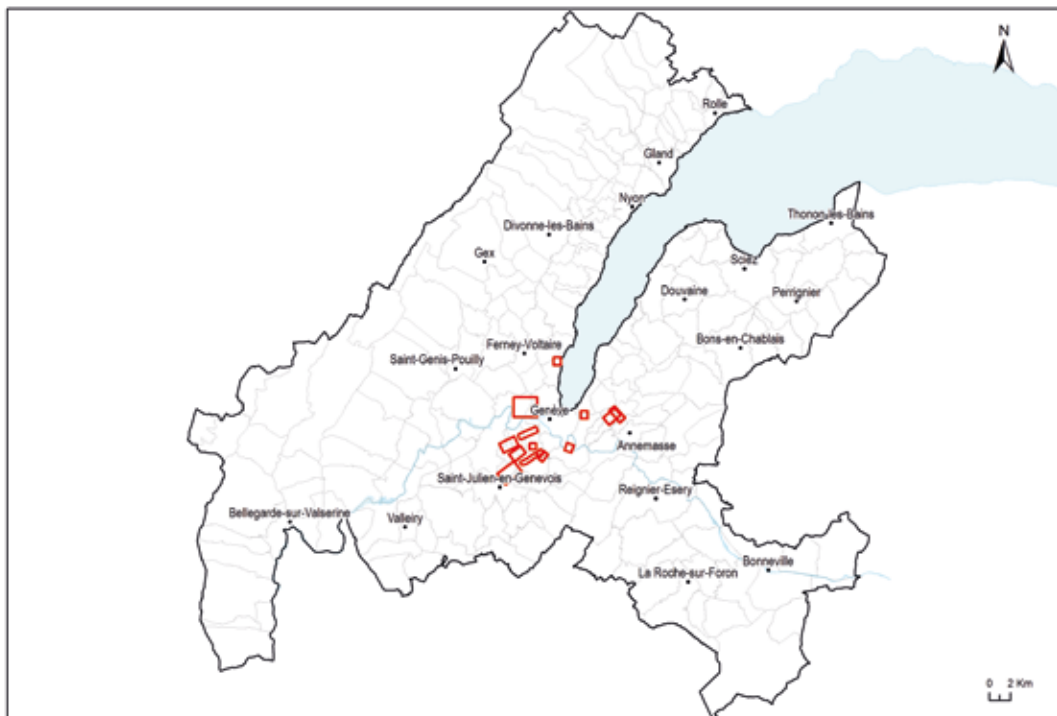 N
Rolle
Gland
Nyon
Thonon-les-Bains
Divonne-les-Bains
Gex
Sciez
Douvaine
Perrignier
Ferney-Voltaire
Bons-en-Chablais
Saint-Genis-Pouilly
Genève
Annemasse
Saint-Julien-en-Genevois
Reignier-Esery
Bellegarde-sur-Valserine
Valleiry
Bonneville
La Roche-sur-Foron
0 2 Km